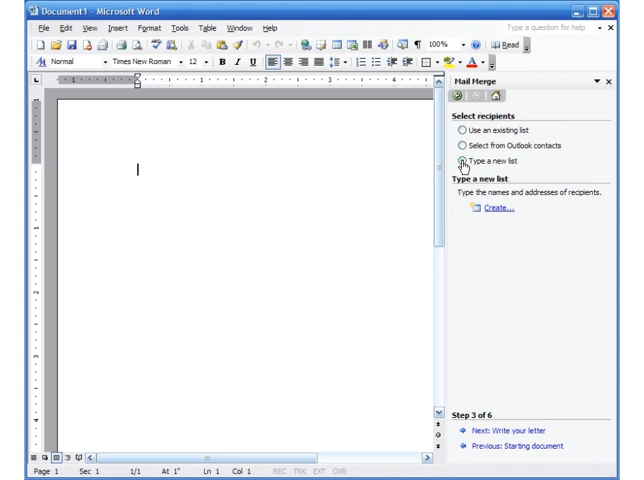 Document1 - Microsoft Word
File Edit View Insert Format Tools Table Window Help Type a question for help
100% Read
Normal Times New Roman 12 B I U
Mail Merge
Select recipients
Use an existing list
Select from Outlook contacts
Type a new list
Type a new list
Type the names and addresses of recipients.
Create...
Step 3 of 6
Next: Write your letter
Previous: Starting document
Page 1 Sec 1 1/1 At 1" Ln 1 Col 1 REC TRK EXT OVR